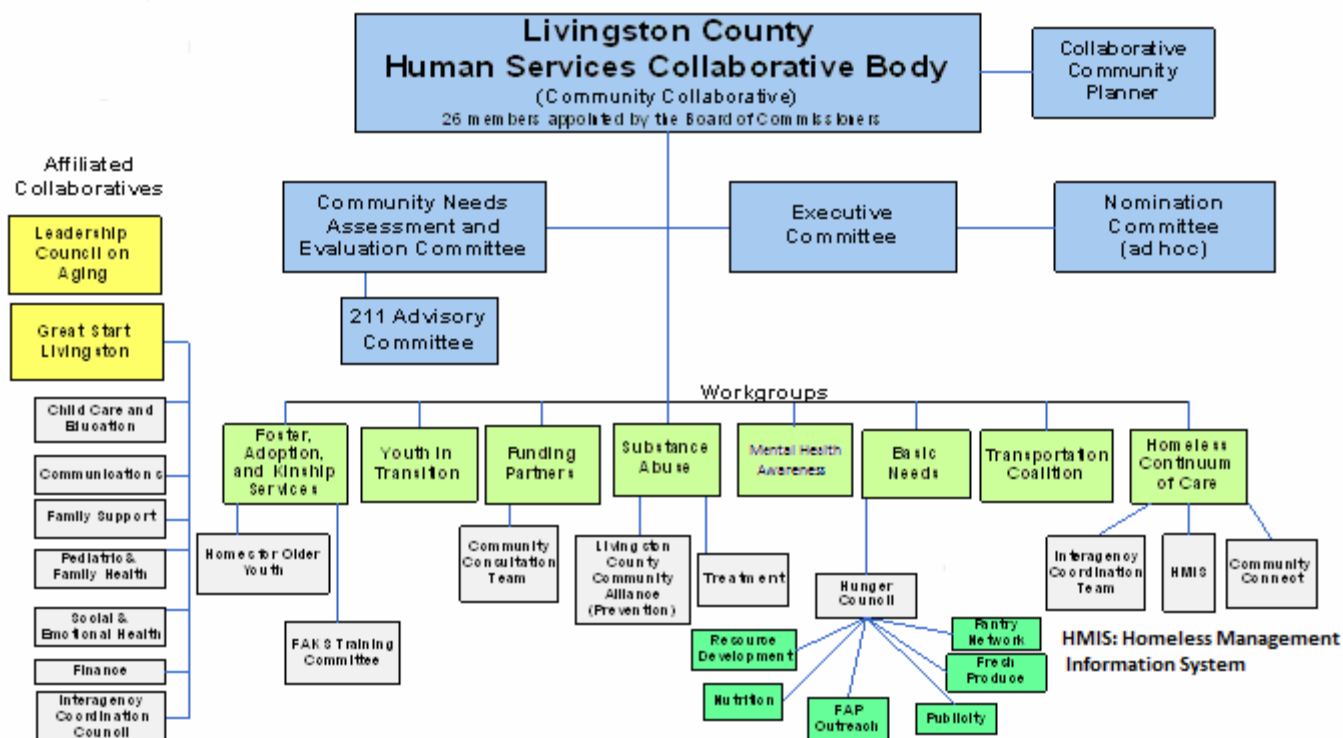 Livingston County
Human Services Collaborative Body
(Community Collaborative)
26 members appointed by the Board of Commissioners
Collaborative
Community
Planner
Affiliated
Collaboratives
Leadership
Council on
Aging
Great Start
Livingston
Child Care and
Education
Communications
Family Support
Pediatric &
Family Health
Social &
Emotional Health
Finance
Interagency
Coordination
Council
Community Needs
Assessment and
Evaluation Committee
Executive
Committee
Nomination
Committee
(ad hoc)
211 Advisory
Committee
Workgroups
Foster,
Adoption,
and Kinship
Services
Youth in
Transition
Funding
Partners
Substance
Abuse
Mental Health
Awareness
Basic
Needs
Transportation
Coalition
Homeless
Continuum
of Care
Homes for Older
Youth
FAKS Training
Committee
Community
Consultation
Team
Livingston
County
Community
Alliance
(Prevention)
Treatment
Hunger
Council
Interagency
Coordination
Team
HMIS
Community
Connect
Resource
Development
Nutrition
FAP
Outreach
Publicity
Fresh
Produce
Pantry
Network
HMIS: Homeless Management
Information System